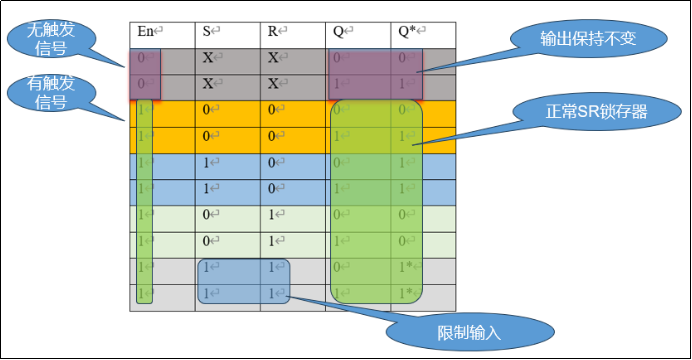 En↵ S↵ R↵ Q↵ Q*↵
无触发
信号
0↵ X↵ X↵ 0↵ 0↵
输出保持不变
0↵ X↵ X↵ 1↵ 1↵
有触发
信号
1↵ 0↵ 0↵ 0↵ 0↵
正常SR锁存器
1↵ 0↵ 0↵ 1↵ 1↵
1↵ 1↵ 0↵ 0↵ 1↵
1↵ 1↵ 0↵ 1↵ 1↵
1↵ 0↵ 1↵ 0↵ 0↵
1↵ 0↵ 1↵ 1↵ 0↵
1↵ 1↵ 1↵ 0↵ 1*↵
1↵ 1↵ 1↵ 1↵ 1*↵
限制输入